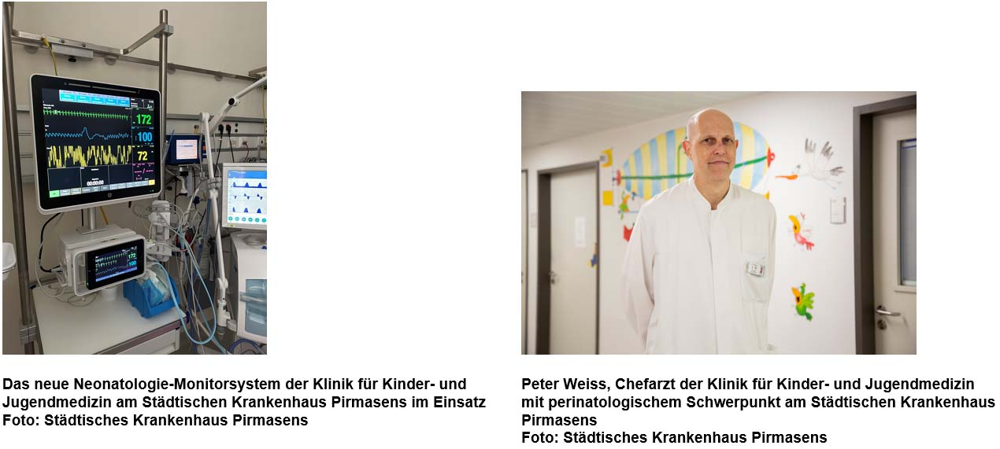 172
100
72
00:00:00
172
100
Das neue Neonatologie-Monitorsystem der Klinik für Kinder- und
Jugendmedizin am Städtischen Krankenhaus Pirmasens im Einsatz
Foto: Städtisches Krankenhaus Pirmasens
Peter Weiss, Chefarzt der Klinik für Kinder- und Jugendmedizin
mit perinatologischem Schwerpunkt am Städtischen Krankenhaus
Pirmasens
Foto: Städtisches Krankenhaus Pirmasens